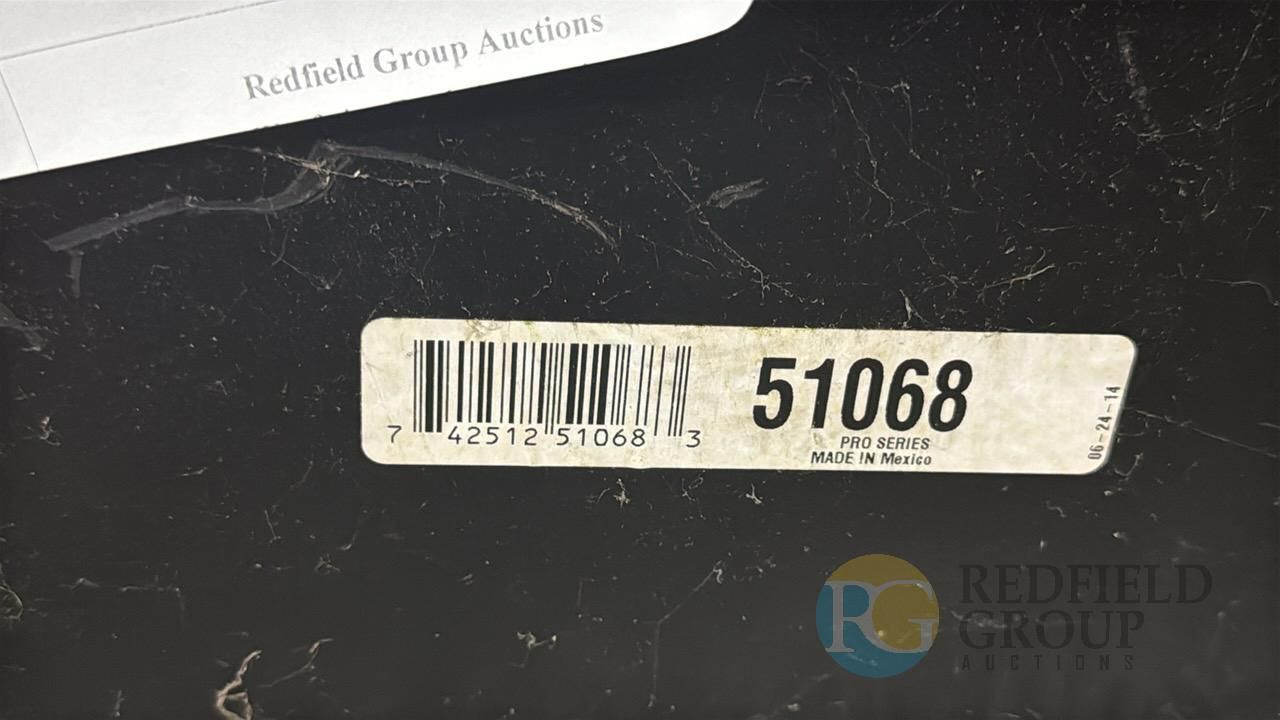 Redfield Group Auctions
7 42512 51068 3
51068
PRO SERIES
MADE IN Mexico
06-24-14
RG
REDFIELD
GROUP
AUCTIONS